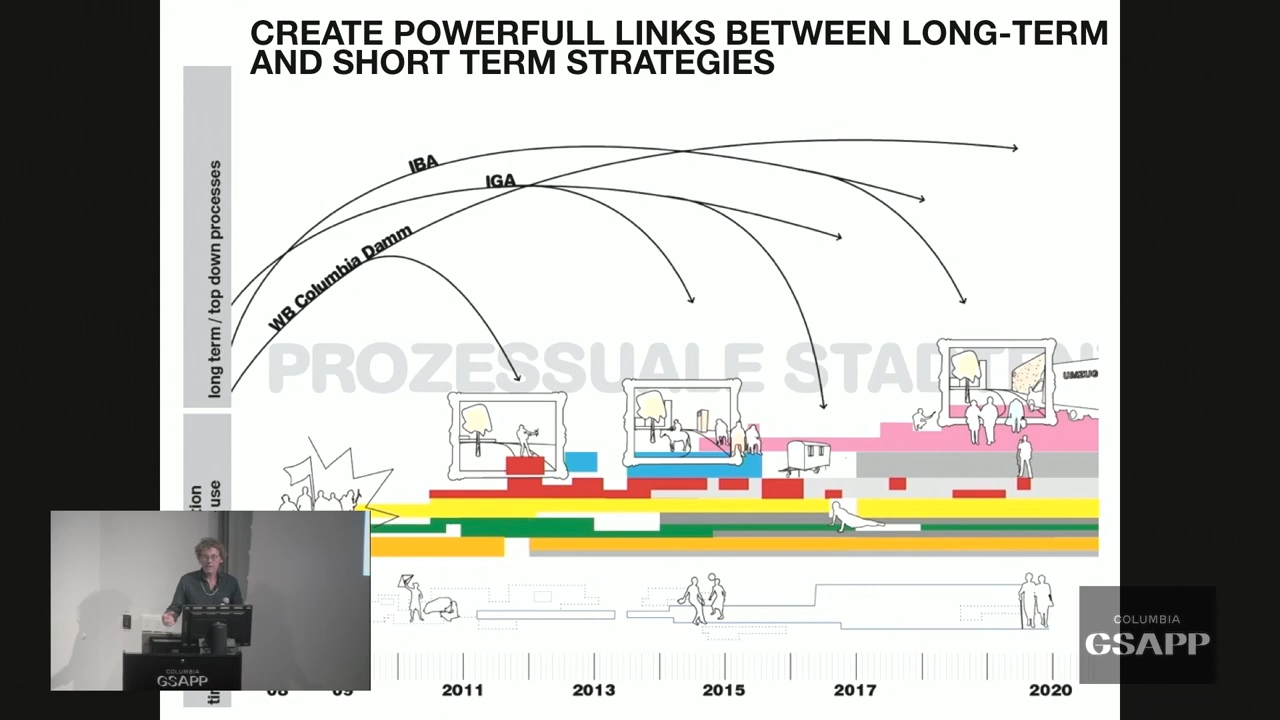 CREATE POWERFULL LINKS BETWEEN LONG-TERM
AND SHORT TERM STRATEGIES
long term / top down processes
IBA
IGA
WB Columbia Damm
PROZESSUALE
UMZUG
use
COLUMBIA
GSAPP
COLUMBIA
GSAPP
08
09
2011
2013
2015
2017
2020